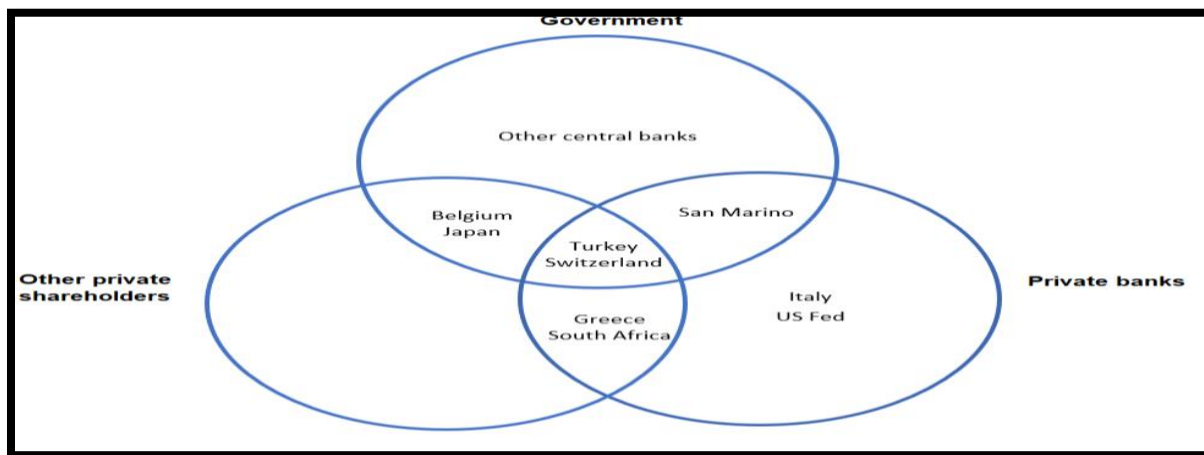 Government
Other central banks
Belgium
Japan
San Marino
Turkey
Switzerland
Other private
shareholders
Private banks
Italy
US Fed
Greece
South Africa